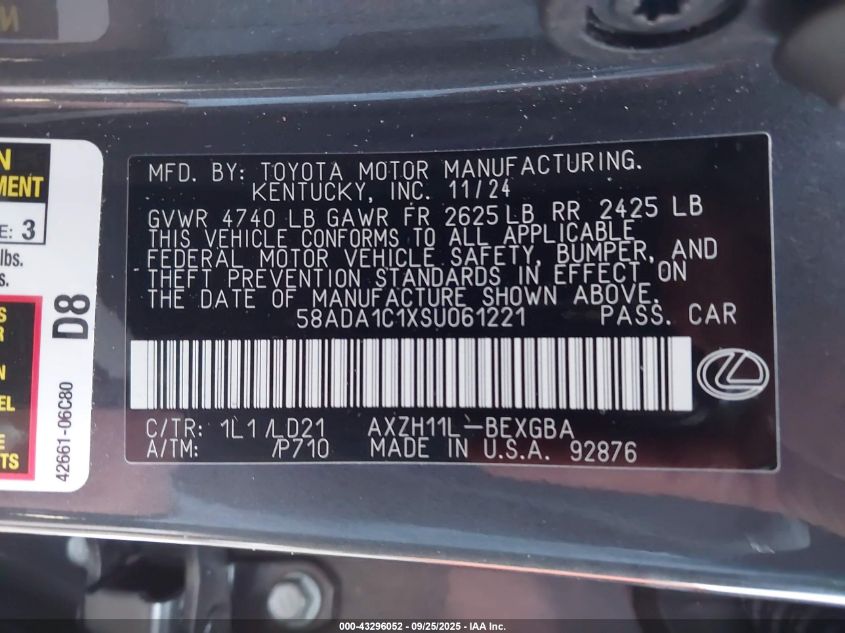 MFD. BY: TOYOTA MOTOR MANUFACTURING.
KENTUCKY, INC. 11/24
GVWR 4740 LB GAWR FR 2625 LB RR 2425 LB
THIS VEHICLE CONFORMS TO ALL APPLICABLE
FEDERAL MOTOR VEHICLE SAFETY, BUMPER, AND
THEFT PREVENTION STANDARDS IN EFFECT ON
THE DATE OF MANUFACTURE SHOWN ABOVE.
58ADA1C1XSU061221 PASS. CAR
C/TR: 1L1/LD21 AXZH11L-BEXGBA
A/TM: /P710 MADE IN U.S.A. 92876
E: 3
lbs.
D8
42661-06C80
000-43296052 - 09/25/2025 - IAA Inc.